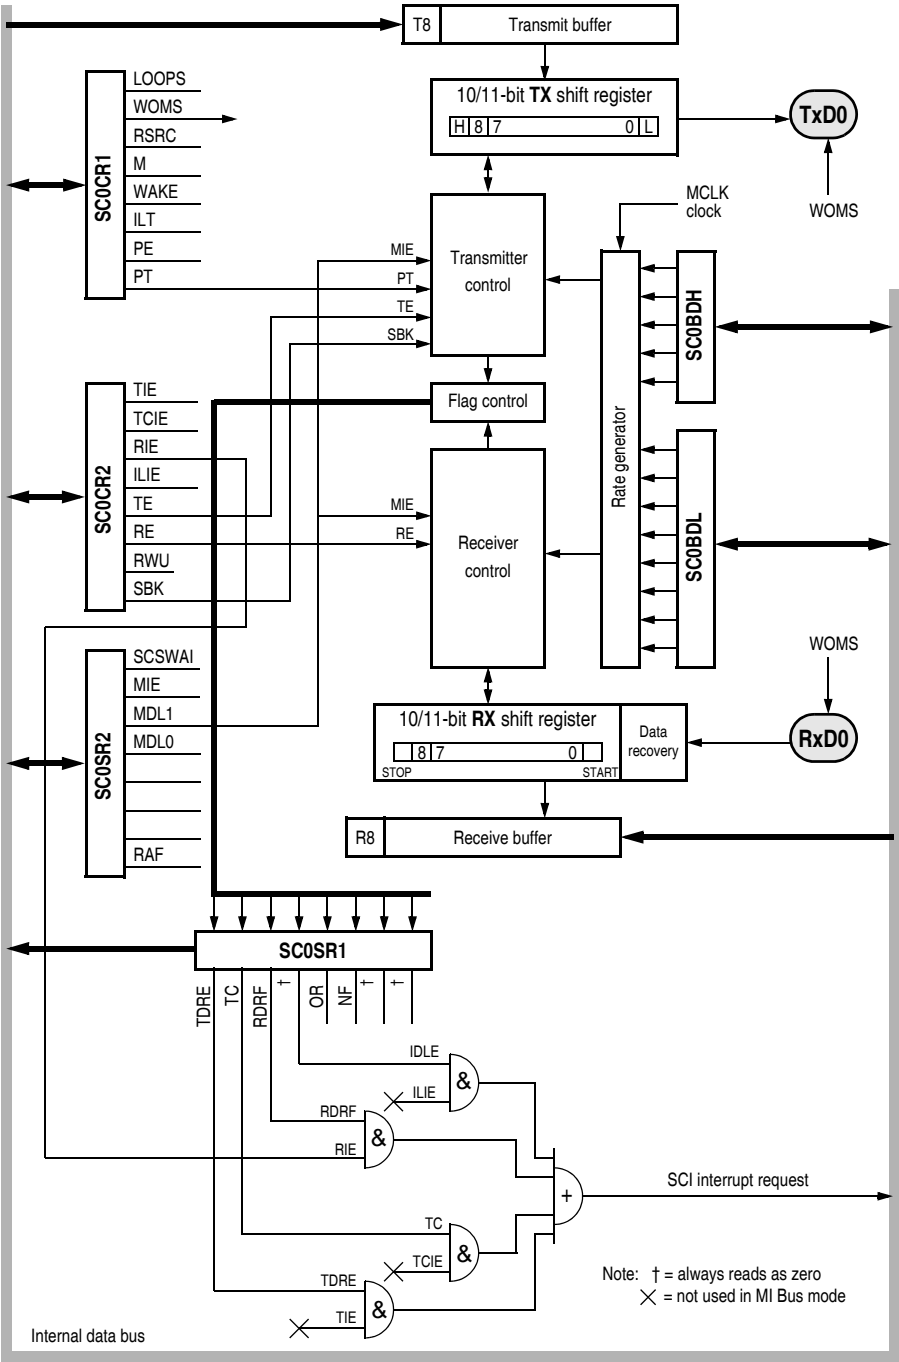 T8 Transmit buffer
10/11-bit TX shift register
H 8 7 0 L
TxD0
WOMS
SC0CR1
LOOPS
WOMS
RSRC
M
WAKE
ILT
PE
PT
MCLK
clock
MIE
PT
TE
SBK
Transmitter
control
SC0BDH
Flag control
Rate generator
SC0CR2
TIE
TCIE
RIE
ILIE
TE
RE
RWU
SBK
MIE
RE
Receiver
control
SC0BDL
WOMS
SC0SR2
SCSWAI
MIE
MDL1
MDL0
RAF
10/11-bit RX shift register
8 7 0
STOP START
Data
recovery
RxD0
R8 Receive buffer
SC0SR1
TDRE
TC
RDRF
†
OR
NF
†
†
IDLE
ILIE
&
RDRF
RIE
&
+
SCI interrupt request
TC
TCIE
&
TDRE
TIE
&
Note: † = always reads as zero
= not used in MI Bus mode
Internal data bus